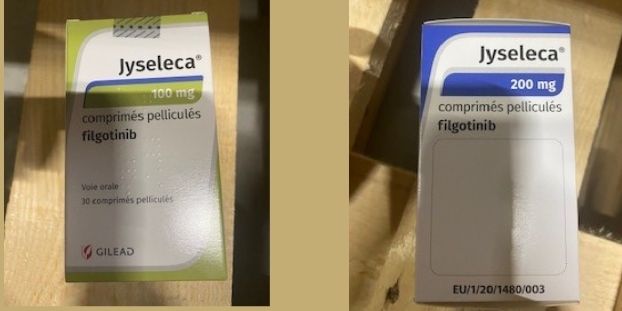 Jyseleca®
100 mg
comprimés pelliculés
filgotinib
Voie orale
30 comprimés pelliculés
GILEAD
Jyseleca®
200 mg
comprimés pelliculés
filgotinib
EU/1/20/1480/003